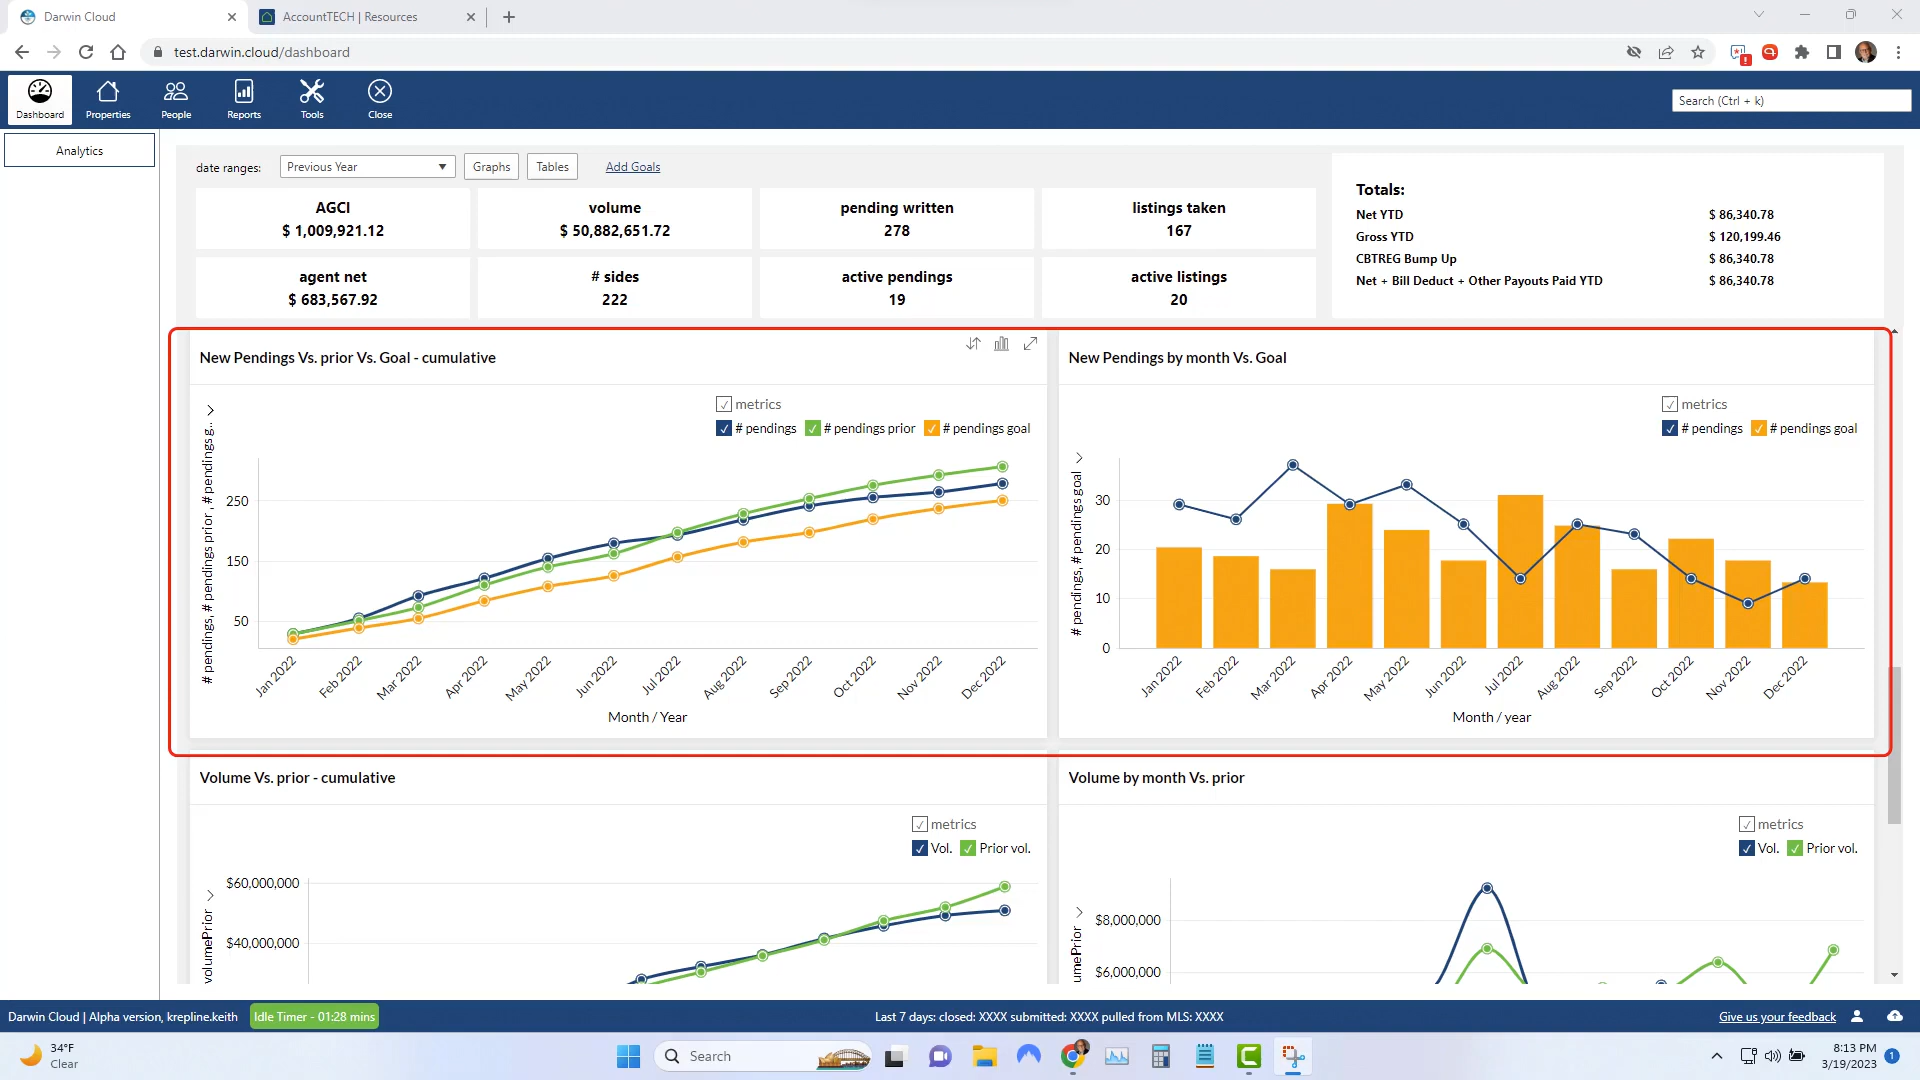 Darwin Cloud
AccountTECH | Resources
test.darwin.cloud/dashboard
Dashboard
Properties
People
Reports
Tools
Close
Search (Ctrl + k)
Analytics
date ranges:
Previous Year
Graphs
Tables
Add Goals
AGCI
$ 1,009,921.12
volume
$ 50,882,651.72
pending written
278
listings taken
167
agent net
$ 683,567.92
# sides
222
active pendings
19
active listings
20
Totals:
Net YTD $ 86,340.78
Gross YTD $ 120,199.46
CBTREG Bump Up $ 86,340.78
Net + Bill Deduct + Other Payouts Paid YTD $ 86,340.78
New Pendings Vs. prior Vs. Goal - cumulative
metrics
# pendings # pendings prior # pendings goal
# pendings, # pendings prior , # pendings g..
250
150
50
Jan 2022
Feb 2022
Mar 2022
Apr 2022
May 2022
Jun 2022
Jul 2022
Aug 2022
Sep 2022
Oct 2022
Nov 2022
Dec 2022
Month / Year
New Pendings by month Vs. Goal
metrics
# pendings # pendings goal
# pendings, # pendings goal
30
20
10
0
Jan 2022
Feb 2022
Mar 2022
Apr 2022
May 2022
Jun 2022
Jul 2022
Aug 2022
Sep 2022
Oct 2022
Nov 2022
Dec 2022
Month / year
Volume Vs. prior - cumulative
metrics
Vol. Prior vol.
volumePrior
$60,000,000
$40,000,000
Volume by month Vs. prior
metrics
Vol. Prior vol.
umePrior
$8,000,000
$6,000,000
Darwin Cloud | Alpha version, krepline.keith
Idle Timer - 01:28 mins
Last 7 days: closed: XXXX submitted: XXXX pulled from MLS: XXXX
Give us your feedback
34°F
Clear
Search
8:13 PM
3/19/2023
1